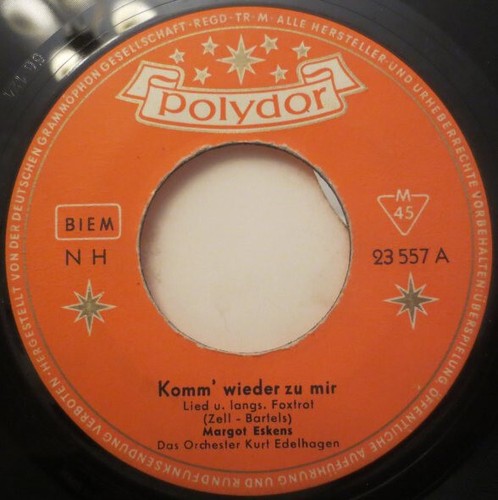 HERGESTELLT VON DER DEUTSCHEN GRAMMOPHON GESELLSCHAFT · REGD · TR · M · ALLE HERSTELLER- UND URHEBERRECHTE VORBEHALTEN · ÜBERSPIELUNG ÖFFENTLICHE AUFFÜHRUNG UND RUNDFUNKSENDUNG VERBOTEN ·
polydor
BIEM
M
45
NH
23 557 A
Komm' wieder zu mir
Lied u. langs. Foxtrot
(Zell - Bartels)
Margot Eskens
Das Orchester Kurt Edelhagen